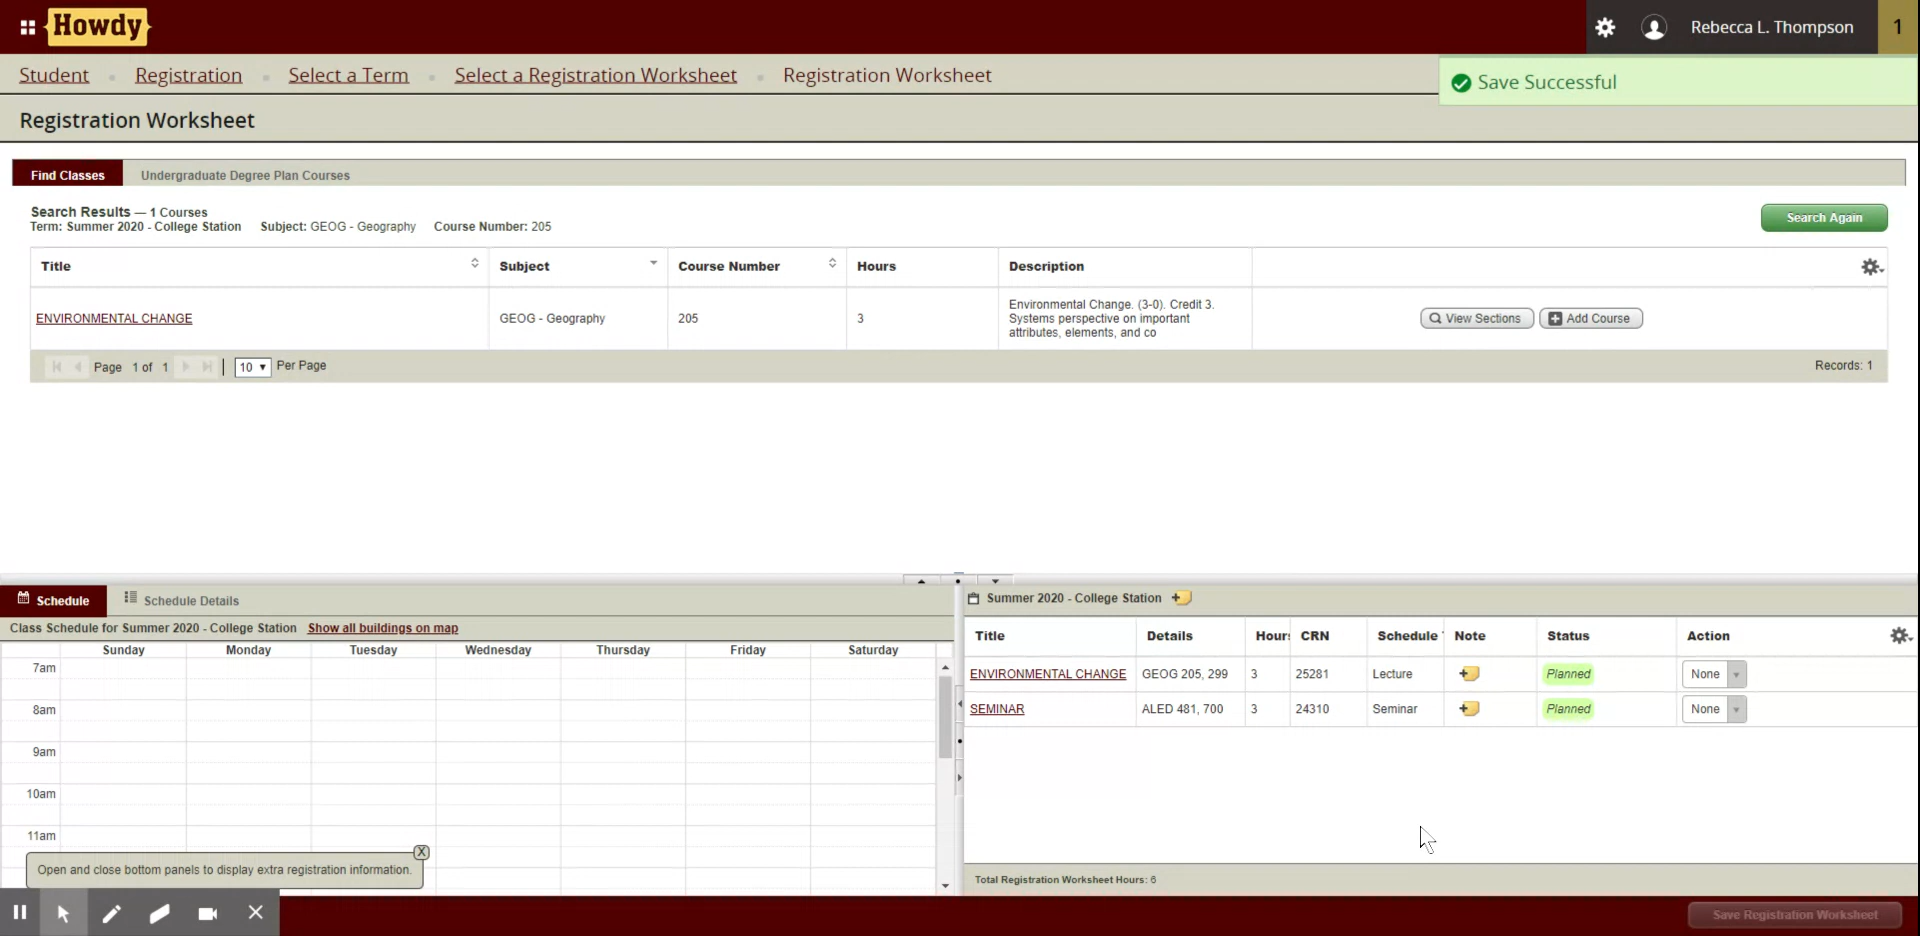 Howdy
Rebecca L. Thompson
1
Student
Registration
Select a Term
Select a Registration Worksheet
Registration Worksheet
Save Successful
Registration Worksheet
Find Classes
Undergraduate Degree Plan Courses
Search Results — 1 Courses
Term: Summer 2020 - College Station Subject: GEOG - Geography Course Number: 205
Search Again
Title Subject Course Number Hours Description
ENVIRONMENTAL CHANGE GEOG - Geography 205 3
Environmental Change. (3-0). Credit 3.
Systems perspective on important
attributes, elements, and co
View Sections
Add Course
Page 1 of 1
10 Per Page
Records: 1
Schedule
Schedule Details
Class Schedule for Summer 2020 - College Station Show all buildings on map
Sunday Monday Tuesday Wednesday Thursday Friday Saturday
7am
8am
9am
10am
11am
Open and close bottom panels to display extra registration information.
X
Summer 2020 - College Station
Title Details Hour CRN Schedule Note Status Action
ENVIRONMENTAL CHANGE GEOG 205, 299 3 25281 Lecture Planned None
SEMINAR ALED 481, 700 3 24310 Seminar Planned None
Total Registration Worksheet Hours: 6
Save Registration Worksheet